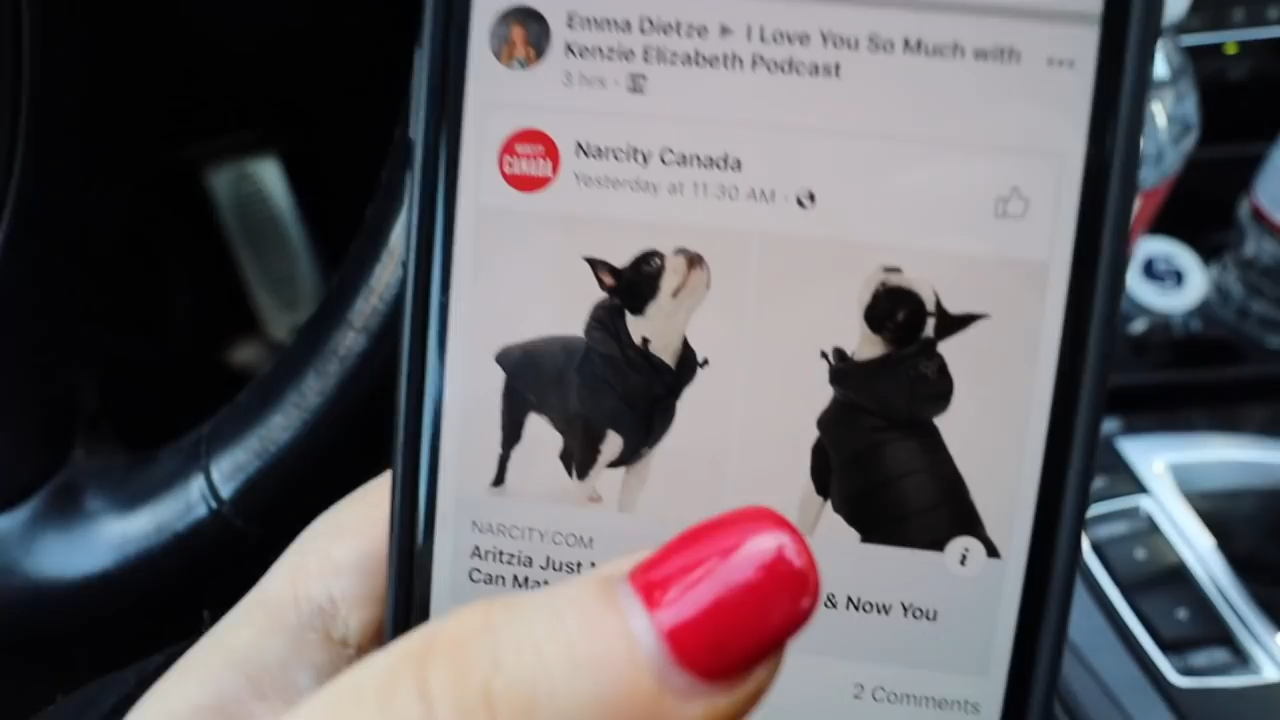 Emma Dietze ▸ I Love You So Much with
Kenzie Elizabeth Podcast
3 hrs ·
NARCITY
CANADA
Narcity Canada
Yesterday at 11:30 AM ·
NARCITY.COM
Aritzia Just
& Now You
Can
i
2 Comments